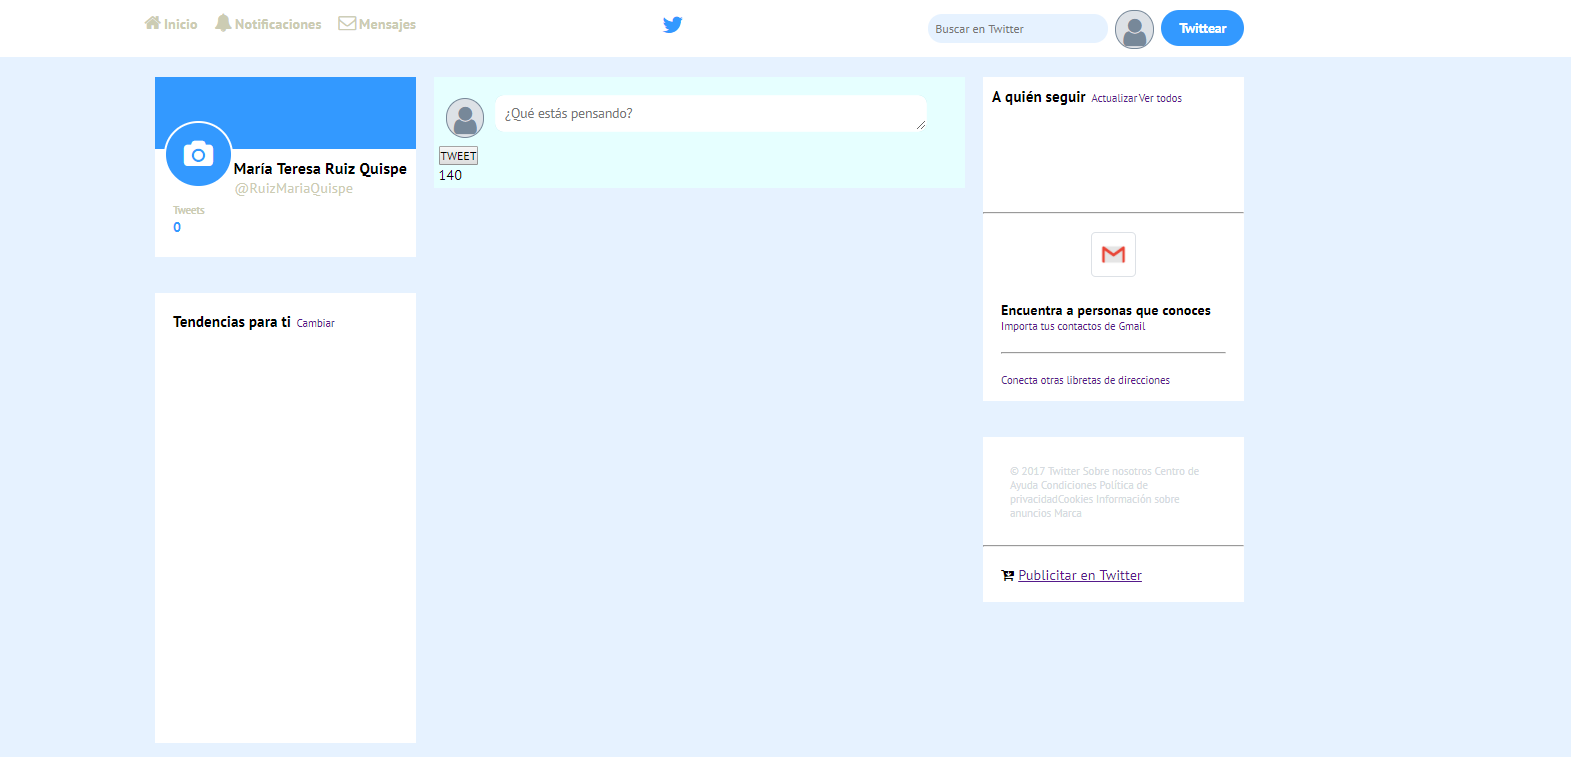 Inicio Notificaciones Mensajes
Buscar en Twitter
Twittear
María Teresa Ruiz Quispe
@RuizMariaQuispe
Tweets
0
Tendencias para ti Cambiar
¿Qué estás pensando?
TWEET
140
A quién seguir Actualizar Ver todos
Encuentra a personas que conoces
Importa tus contactos de Gmail
Conecta otras libretas de direcciones
© 2017 Twitter Sobre nosotros Centro de
Ayuda Condiciones Política de
privacidadCookies Información sobre
anuncios Marca
Publicitar en Twitter